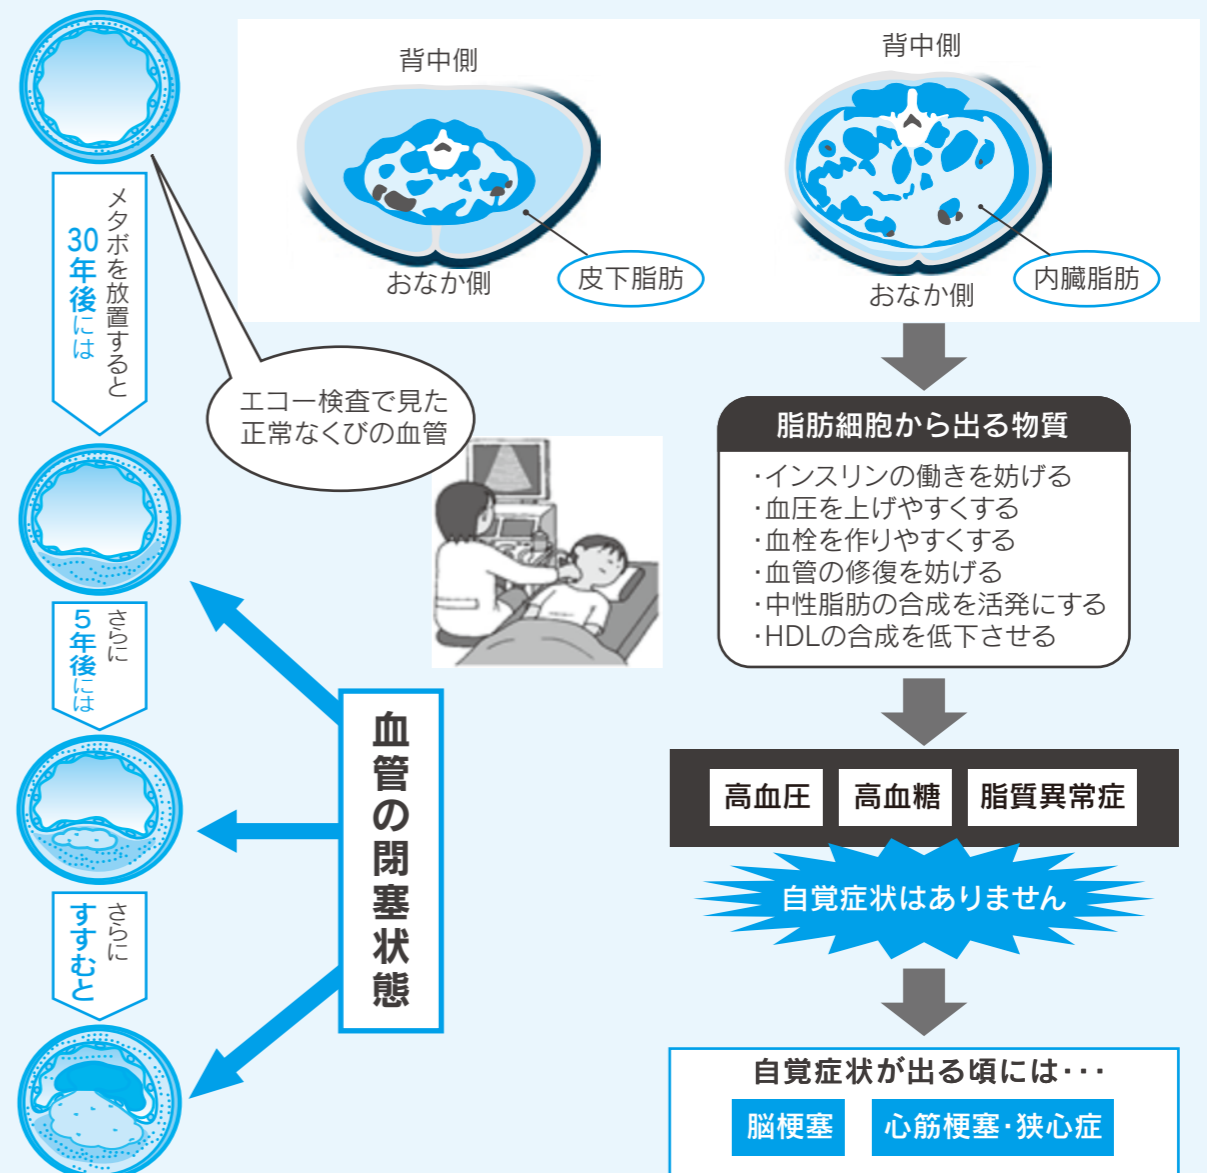 背中側
おなか側
皮下脂肪
背中側
おなか側
内臓脂肪
メタボを放置すると
30年後には
エコー検査で見た
正常なくびの血管
さらに
5年後には
さらに
すすむと
血管の閉塞状態
脂肪細胞から出る物質
・インスリンの働きを妨げる
・血圧を上げやすくする
・血栓を作りやすくする
・血管の修復を妨げる
・中性脂肪の合成を活発にする
・HDLの合成を低下させる
高血圧
高血糖
脂質異常症
自覚症状はありません
自覚症状が出る頃には・・・
脳梗塞
心筋梗塞・狭心症